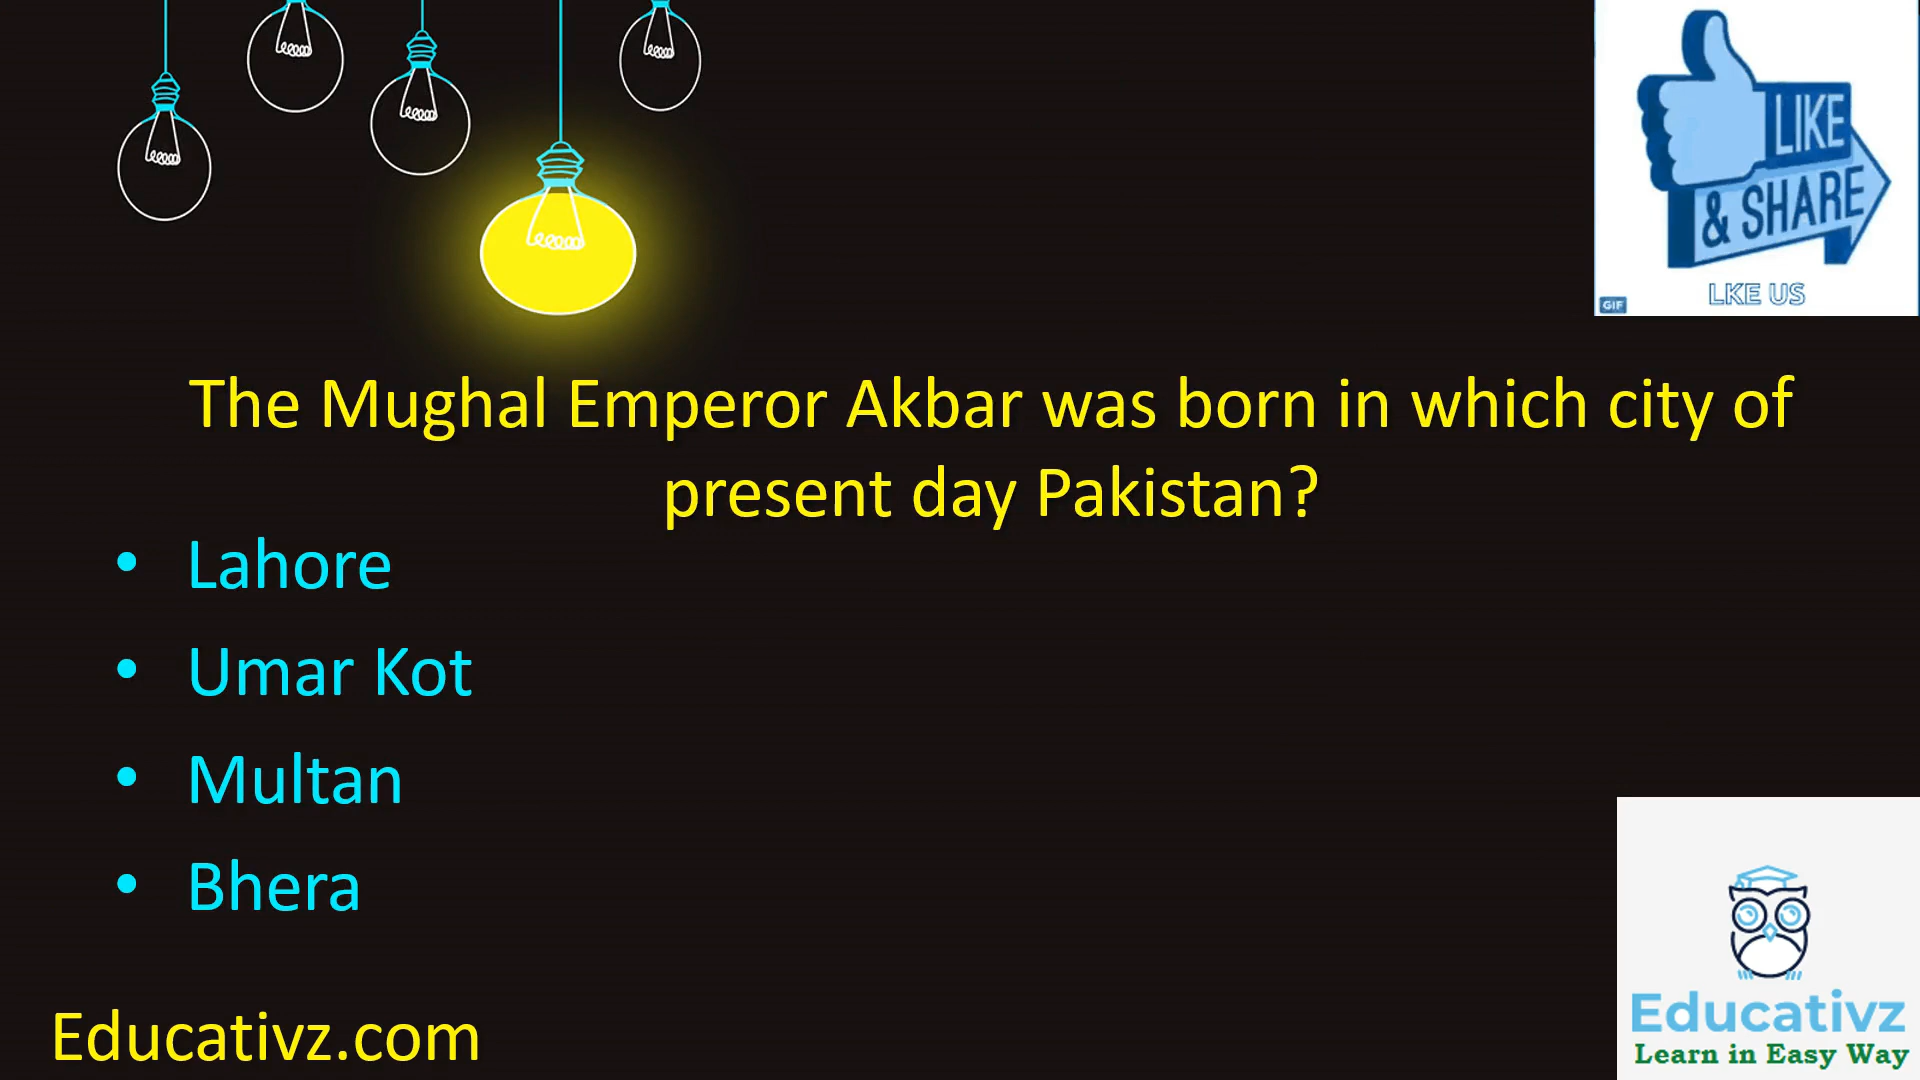 LIKE
& SHARE
LKE US
GIF
The Mughal Emperor Akbar was born in which city of
present day Pakistan?
• Lahore
• Umar Kot
• Multan
• Bhera
Educativz.com
Educativz
Learn in Easy Way